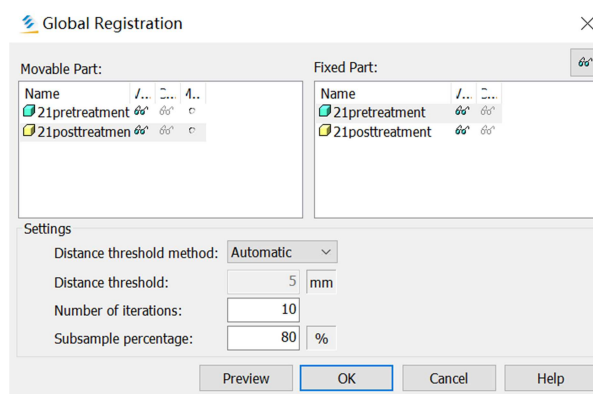 Global Registration
Movable Part:
Fixed Part:
Name
21pretreatment
21posttreatmen
Name
21pretreatment
21posttreatment
Settings
Distance threshold method: Automatic
Distance threshold: 5 mm
Number of iterations: 10
Subsample percentage: 80 %
Preview OK Cancel Help